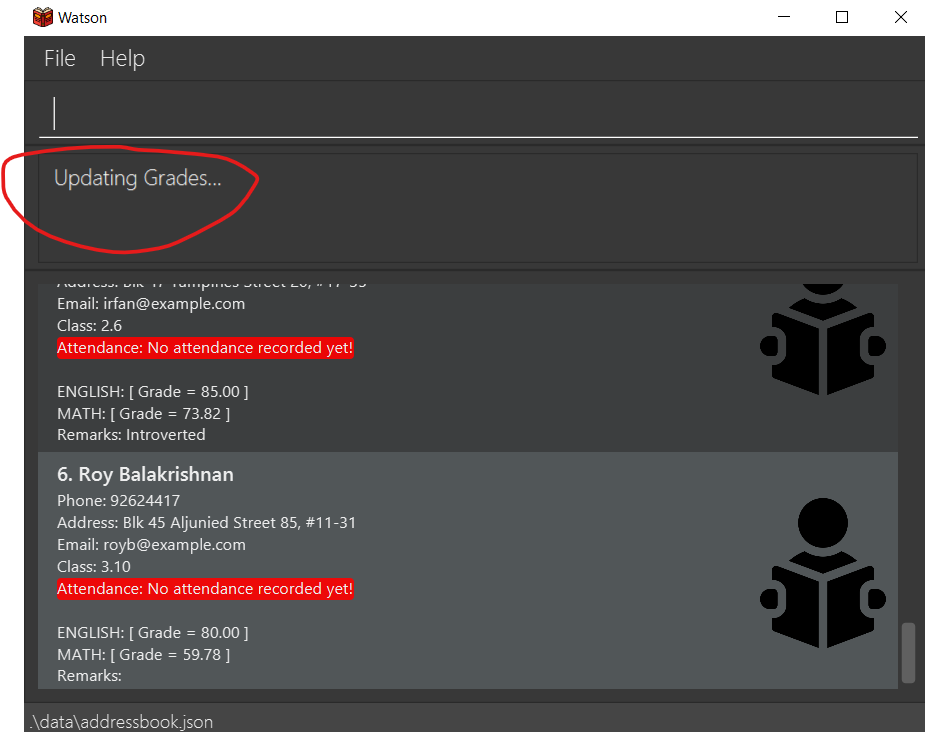 Watson
File Help
Updating Grades...
Address: Blk 47 Tampines Street 20, #17-35
Email: irfan@example.com
Class: 2.6
Attendance: No attendance recorded yet!
ENGLISH: [ Grade = 85.00 ]
MATH: [ Grade = 73.82 ]
Remarks: Introverted
6. Roy Balakrishnan
Phone: 92624417
Address: Blk 45 Aljunied Street 85, #11-31
Email: royb@example.com
Class: 3.10
Attendance: No attendance recorded yet!
ENGLISH: [ Grade = 80.00 ]
MATH: [ Grade = 59.78 ]
Remarks:
.\data\addressbook.json